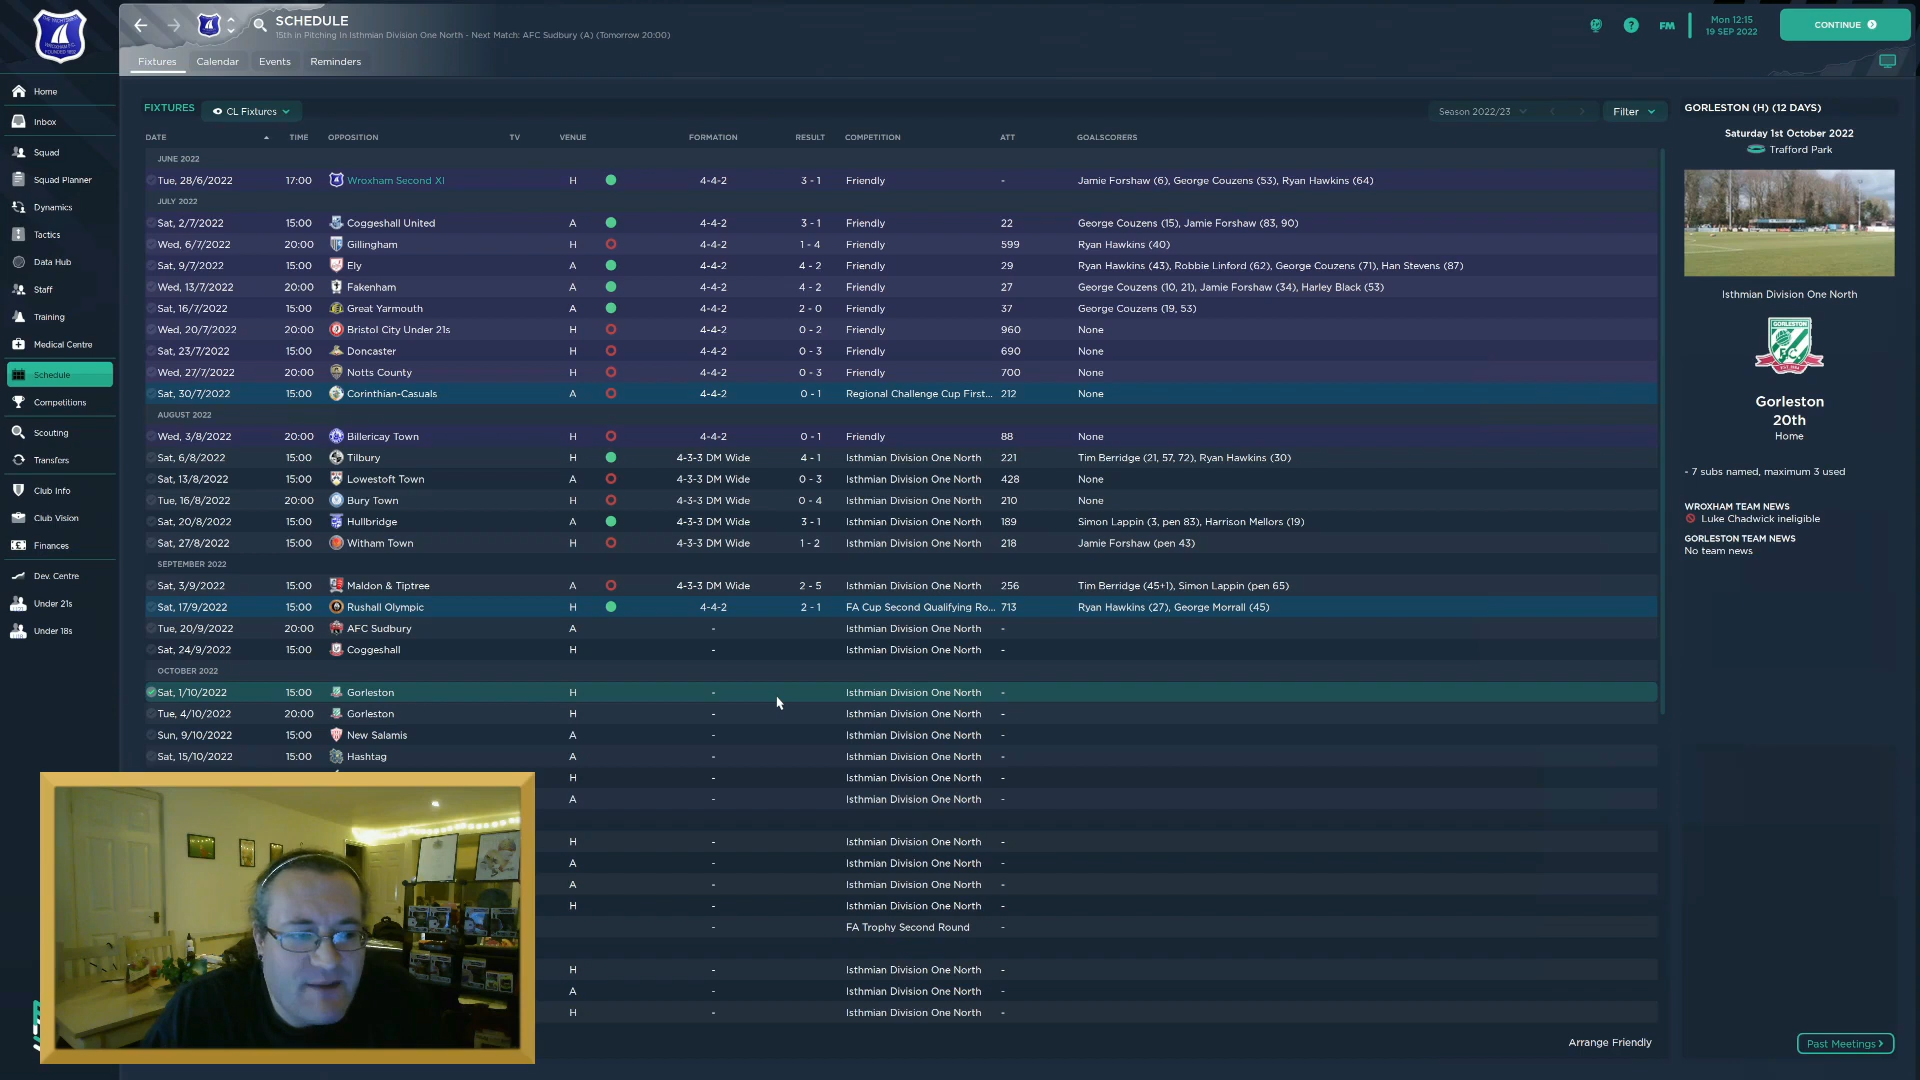 SCHEDULE
15th in Pitching In Isthmian Division One North - Next Match: AFC Sudbury (A) (Tomorrow 20:00)
FM
Mon 12:15
19 SEP 2022
CONTINUE
Fixtures Calendar Events Reminders
Home
Inbox
Squad
Squad Planner
Dynamics
Tactics
Data Hub
Staff
Training
Medical Centre
Schedule
Competitions
Scouting
Transfers
Club Info
Club Vision
Finances
Dev. Centre
Under 21s
Under 18s
FIXTURES CL Fixtures Season 2022/23 Filter
DATE TIME OPPOSITION TV VENUE FORMATION RESULT COMPETITION ATT GOALSCORERS
JUNE 2022
Tue, 28/6/2022 17:00 Wroxham Second XI H 4-4-2 3 - 1 Friendly - Jamie Forshaw (6), George Couzens (53), Ryan Hawkins (64)
JULY 2022
Sat, 2/7/2022 15:00 Coggeshall United A 4-4-2 3 - 1 Friendly 22 George Couzens (15), Jamie Forshaw (83, 90)
Wed, 6/7/2022 20:00 Gillingham H 4-4-2 1 - 4 Friendly 599 Ryan Hawkins (40)
Sat, 9/7/2022 15:00 Ely A 4-4-2 4 - 2 Friendly 29 Ryan Hawkins (43), Robbie Linford (62), George Couzens (71), Han Stevens (87)
Wed, 13/7/2022 20:00 Fakenham A 4-4-2 4 - 2 Friendly 27 George Couzens (10, 21), Jamie Forshaw (34), Harley Black (53)
Sat, 16/7/2022 15:00 Great Yarmouth A 4-4-2 2 - 0 Friendly 37 George Couzens (19, 53)
Wed, 20/7/2022 20:00 Bristol City Under 21s H 4-4-2 0 - 2 Friendly 960 None
Sat, 23/7/2022 15:00 Doncaster H 4-4-2 0 - 3 Friendly 690 None
Wed, 27/7/2022 20:00 Notts County H 4-4-2 0 - 3 Friendly 700 None
Sat, 30/7/2022 15:00 Corinthian-Casuals A 4-4-2 0 - 1 Regional Challenge Cup First... 212 None
AUGUST 2022
Wed, 3/8/2022 20:00 Billericay Town H 4-4-2 0 - 1 Friendly 88 None
Sat, 6/8/2022 15:00 Tilbury H 4-3-3 DM Wide 4 - 1 Isthmian Division One North 221 Tim Berridge (21, 57, 72), Ryan Hawkins (30)
Sat, 13/8/2022 15:00 Lowestoft Town A 4-3-3 DM Wide 0 - 3 Isthmian Division One North 428 None
Tue, 16/8/2022 20:00 Bury Town H 4-3-3 DM Wide 0 - 4 Isthmian Division One North 210 None
Sat, 20/8/2022 15:00 Hullbridge A 4-3-3 DM Wide 3 - 1 Isthmian Division One North 189 Simon Lappin (3, pen 83), Harrison Mellors (19)
Sat, 27/8/2022 15:00 Witham Town H 4-3-3 DM Wide 1 - 2 Isthmian Division One North 218 Jamie Forshaw (pen 43)
SEPTEMBER 2022
Sat, 3/9/2022 15:00 Maldon & Tiptree A 4-3-3 DM Wide 2 - 5 Isthmian Division One North 256 Tim Berridge (45+1), Simon Lappin (pen 65)
Sat, 17/9/2022 15:00 Rushall Olympic H 4-4-2 2 - 1 FA Cup Second Qualifying Ro... 713 Ryan Hawkins (27), George Morrall (45)
Tue, 20/9/2022 20:00 AFC Sudbury A - Isthmian Division One North -
Sat, 24/9/2022 15:00 Coggeshall H - Isthmian Division One North -
OCTOBER 2022
Sat, 1/10/2022 15:00 Gorleston H - Isthmian Division One North -
Tue, 4/10/2022 20:00 Gorleston H - Isthmian Division One North -
Sun, 9/10/2022 15:00 New Salamis A - Isthmian Division One North -
Sat, 15/10/2022 15:00 Hashtag A - Isthmian Division One North -
H - Isthmian Division One North -
A - Isthmian Division One North -
H - Isthmian Division One North -
A - Isthmian Division One North -
A - Isthmian Division One North -
H - Isthmian Division One North -
- FA Trophy Second Round -
H - Isthmian Division One North -
A - Isthmian Division One North -
H - Isthmian Division One North -
Arrange Friendly
GORLESTON (H) (12 DAYS)
Saturday 1st October 2022
Trafford Park
Isthmian Division One North
GORLESTON
F.C.
Gorleston
20th
Home
- 7 subs named, maximum 3 used
WROXHAM TEAM NEWS
Luke Chadwick ineligible
GORLESTON TEAM NEWS
No team news
Past Meetings